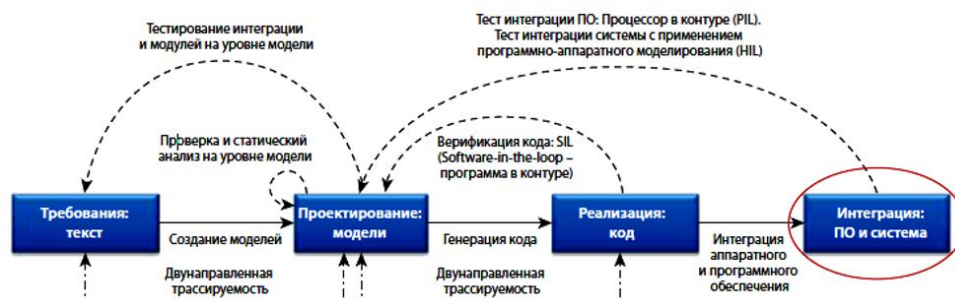 Тестирование интеграции
и модулей на уровне модели
Тест интеграции ПО: Процессор в контуре (PIL).
Тест интеграции системы с применением
программно-аппаратного моделирования (HIL)
Прверка и статический
анализ на уровне модели
Верификация кода: SIL
(Software-in-the-loop –
программа в контуре)
Требования:
текст
Создание моделей
Проектирование:
модели
Генерация кода
Реализация:
код
Интеграция
аппаратного
и программного
обеспечения
Интеграция:
ПО и система
Двунаправленная
трассируемость
Двунаправленная
трассируемость